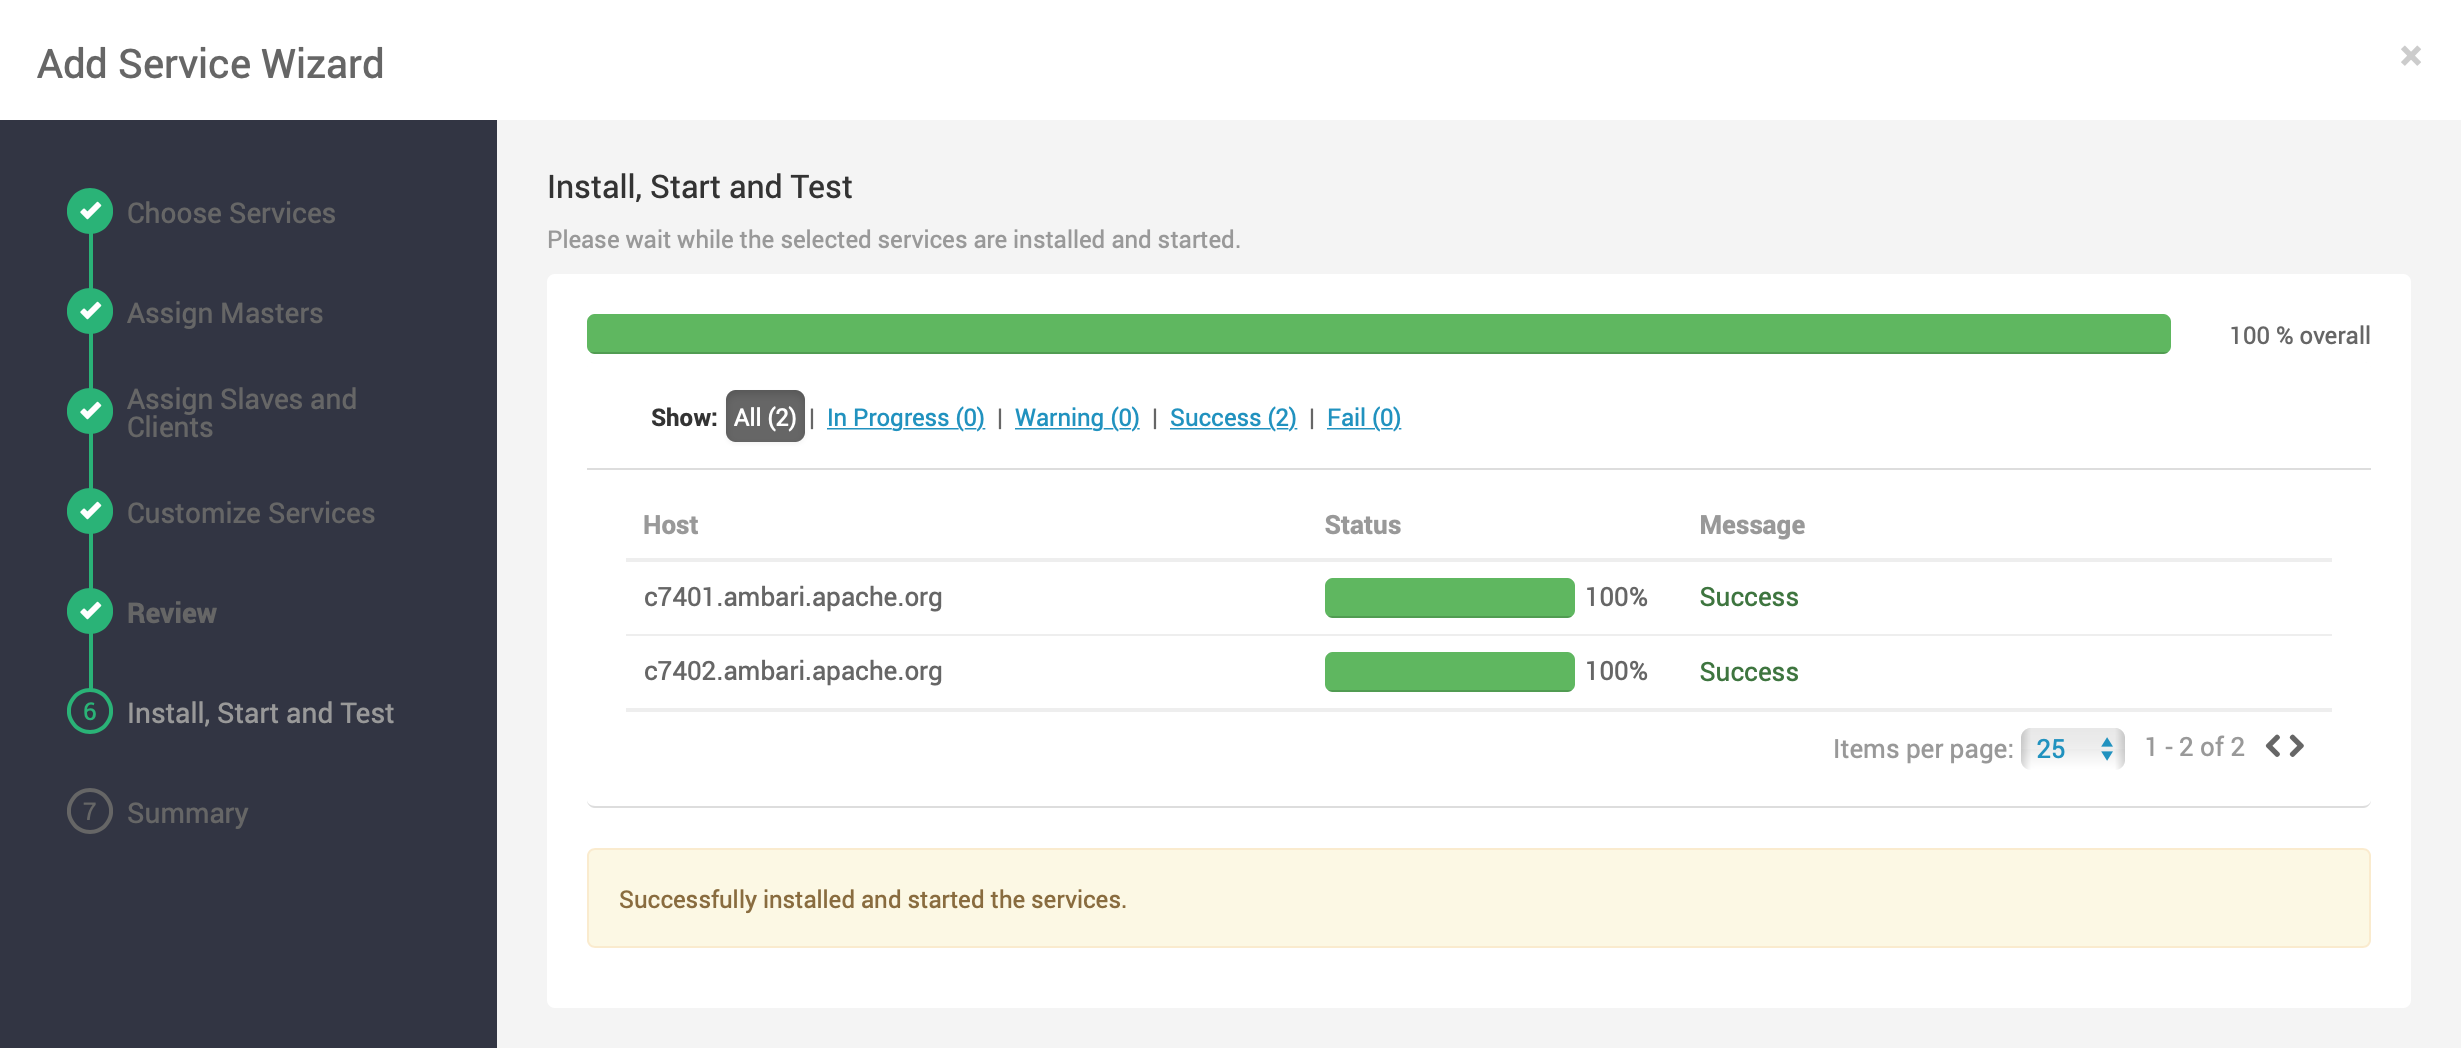 Add Service Wizard
×
Choose Services
Assign Masters
Assign Slaves and
Clients
Customize Services
Review
6 Install, Start and Test
7 Summary
Install, Start and Test
Please wait while the selected services are installed and started.
100 % overall
Show: All (2) | In Progress (0) | Warning (0) | Success (2) | Fail (0)
Host Status Message
c7401.ambari.apache.org 100% Success
c7402.ambari.apache.org 100% Success
Items per page: 25 1 - 2 of 2
Successfully installed and started the services.